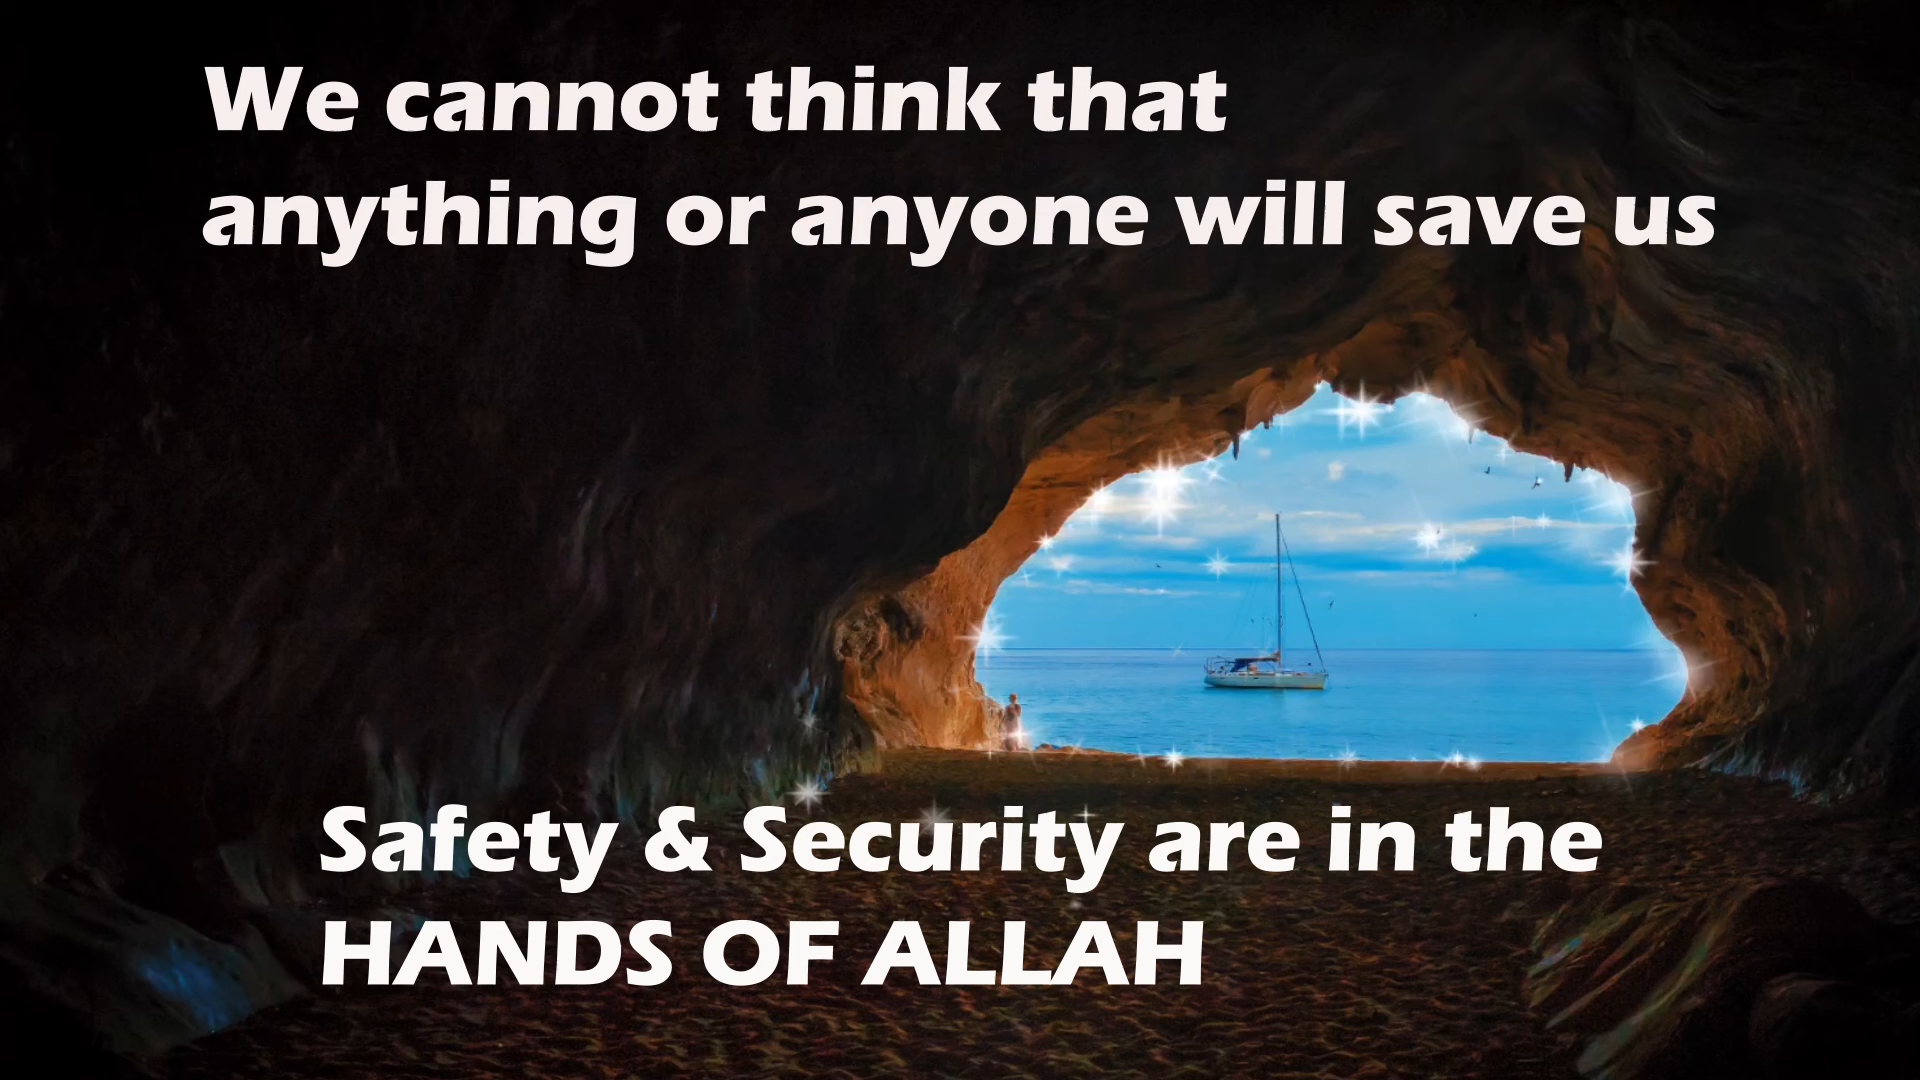 We cannot think that
anything or anyone will save us
Safety & Security are in the
HANDS OF ALLAH